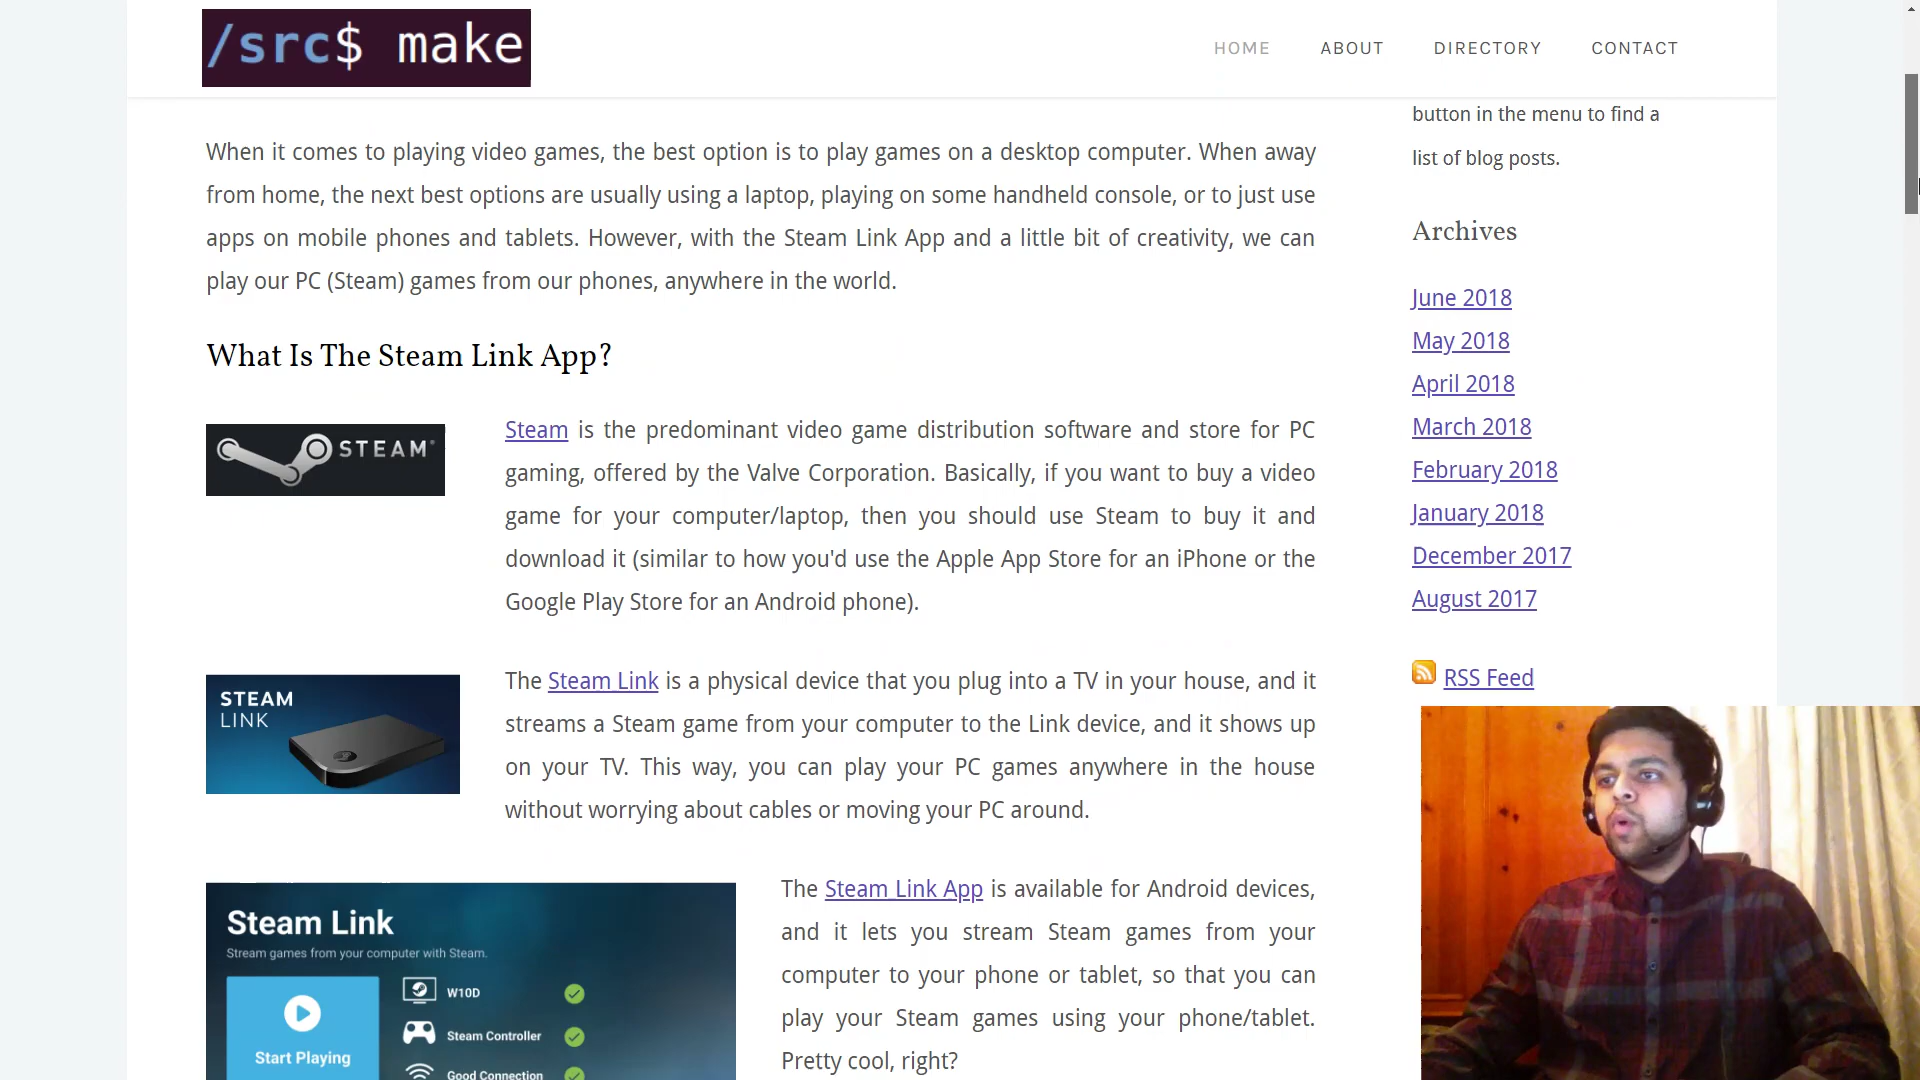 /src$ make
HOME
ABOUT
DIRECTORY
CONTACT
When it comes to playing video games, the best option is to play games on a desktop computer. When away
from home, the next best options are usually using a laptop, playing on some handheld console, or to just use
apps on mobile phones and tablets. However, with the Steam Link App and a little bit of creativity, we can
play our PC (Steam) games from our phones, anywhere in the world.
What Is The Steam Link App?
STEAM®
Steam is the predominant video game distribution software and store for PC
gaming, offered by the Valve Corporation. Basically, if you want to buy a video
game for your computer/laptop, then you should use Steam to buy it and
download it (similar to how you'd use the Apple App Store for an iPhone or the
Google Play Store for an Android phone).
STEAM
LINK
The Steam Link is a physical device that you plug into a TV in your house, and it
streams a Steam game from your computer to the Link device, and it shows up
on your TV. This way, you can play your PC games anywhere in the house
without worrying about cables or moving your PC around.
Steam Link
Stream games from your computer with Steam.
Start Playing
W10D
Steam Controller
Good Connection
The Steam Link App is available for Android devices,
and it lets you stream Steam games from your
computer to your phone or tablet, so that you can
play your Steam games using your phone/tablet.
Pretty cool, right?
button in the menu to find a
list of blog posts.
Archives
June 2018
May 2018
April 2018
March 2018
February 2018
January 2018
December 2017
August 2017
RSS Feed